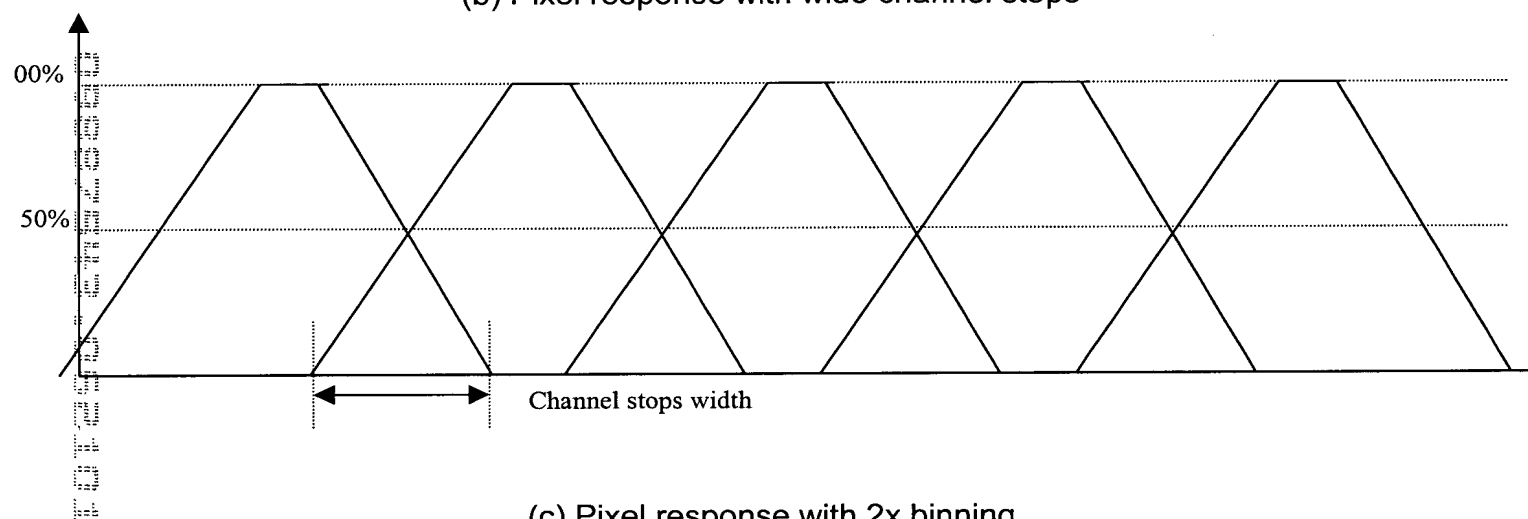 (b) Pixel response with wide channel stops
00%
50%
Channel stops width
(c) Pixel response with 2x binning